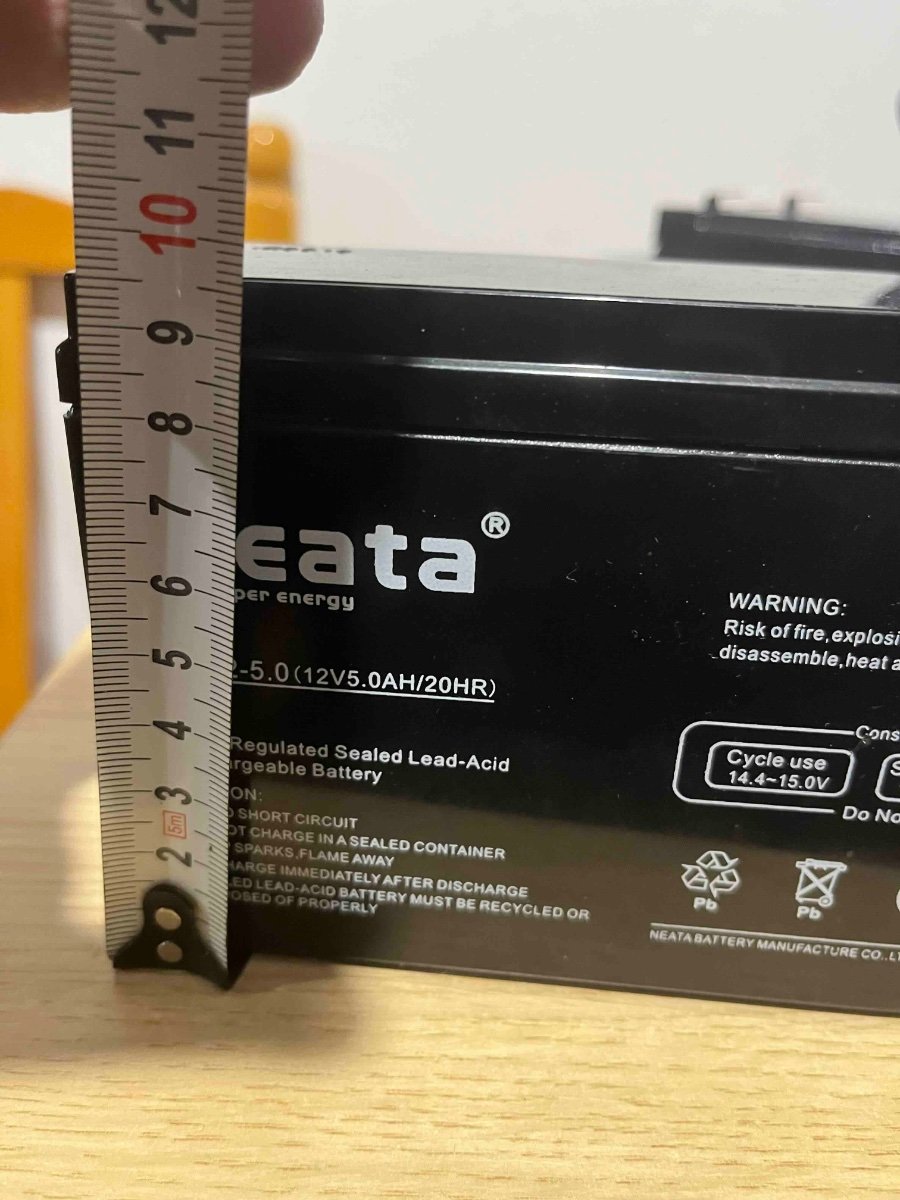 12
11
10
9
8
7
6
5
4
3
5m
2
eata®
per energy
-5.0(12V5.0AH/20HR)
Regulated Sealed Lead-Acid
argeable Battery
ON:
SHORT CIRCUIT
OT CHARGE IN A SEALED CONTAINER
SPARKS,FLAME AWAY
HARGE IMMEDIATELY AFTER DISCHARGE
ED LEAD-ACID BATTERY MUST BE RECYCLED OR
OSED OF PROPERLY
WARNING:
Risk of fire,explosi
disassemble,heat a
Cons
Cycle use
14.4~15.0V
S
Do No
Pb
Pb
NEATA BATTERY MANUFACTURE CO.,LT